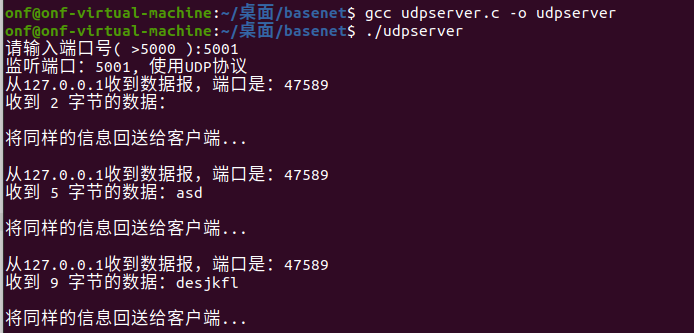 onf@onf-virtual-machine:~/桌面/basenet$ gcc udpserver.c -o udpserver
onf@onf-virtual-machine:~/桌面/basenet$ ./udpserver
请输入端口号( >5000 ):5001
监听端口：5001, 使用UDP协议
从127.0.0.1收到数据报，端口是：47589
收到 2 字节的数据：
将同样的信息回送给客户端...
从127.0.0.1收到数据报，端口是：47589
收到 5 字节的数据：asd
将同样的信息回送给客户端...
从127.0.0.1收到数据报，端口是：47589
收到 9 字节的数据：desjkfl
将同样的信息回送给客户端...